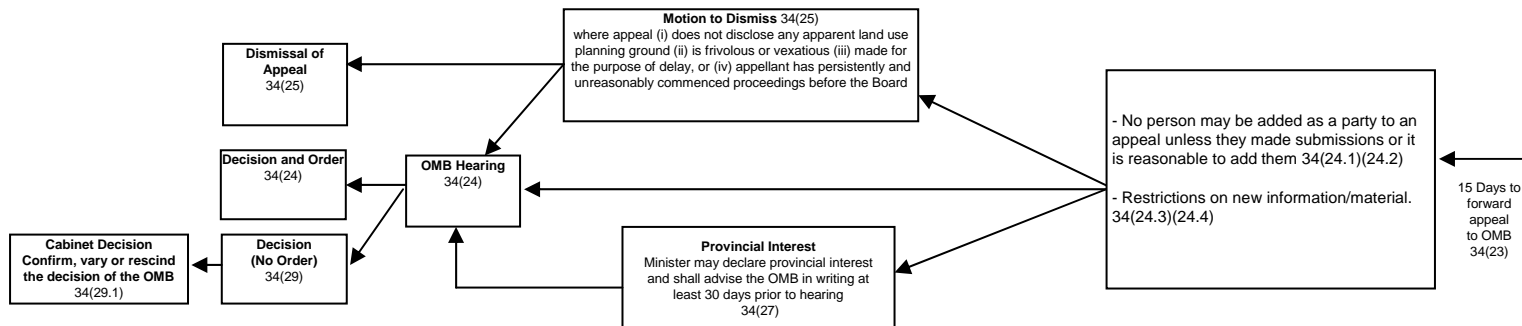 Motion to Dismiss 34(25)
where appeal (i) does not disclose any apparent land use
planning ground (ii) is frivolous or vexatious (iii) made for
the purpose of delay, or (iv) appellant has persistently and
unreasonably commenced proceedings before the Board
Dismissal of
Appeal
34(25)
- No person may be added as a party to an
appeal unless they made submissions or it
is reasonable to add them 34(24.1)(24.2)
- Restrictions on new information/material.
34(24.3)(24.4)
15 Days to
forward
appeal
to OMB
34(23)
Decision and Order
34(24)
OMB Hearing
34(24)
Cabinet Decision
Confirm, vary or rescind
the decision of the OMB
34(29.1)
Decision
(No Order)
34(29)
Provincial Interest
Minister may declare provincial interest
and shall advise the OMB in writing at
least 30 days prior to hearing
34(27)